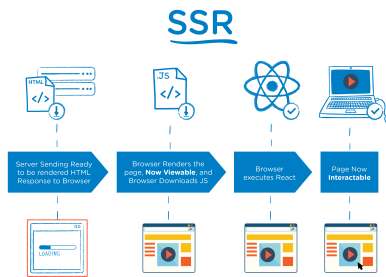 SSR
HTML
.JS
Server Sending Ready
to be rendered HTML
Response to Browser
Browser Renders the
page, Now Viewable, and
Browser Downloads JS
Browser
executes React
Page Now
Interactable
LOADING